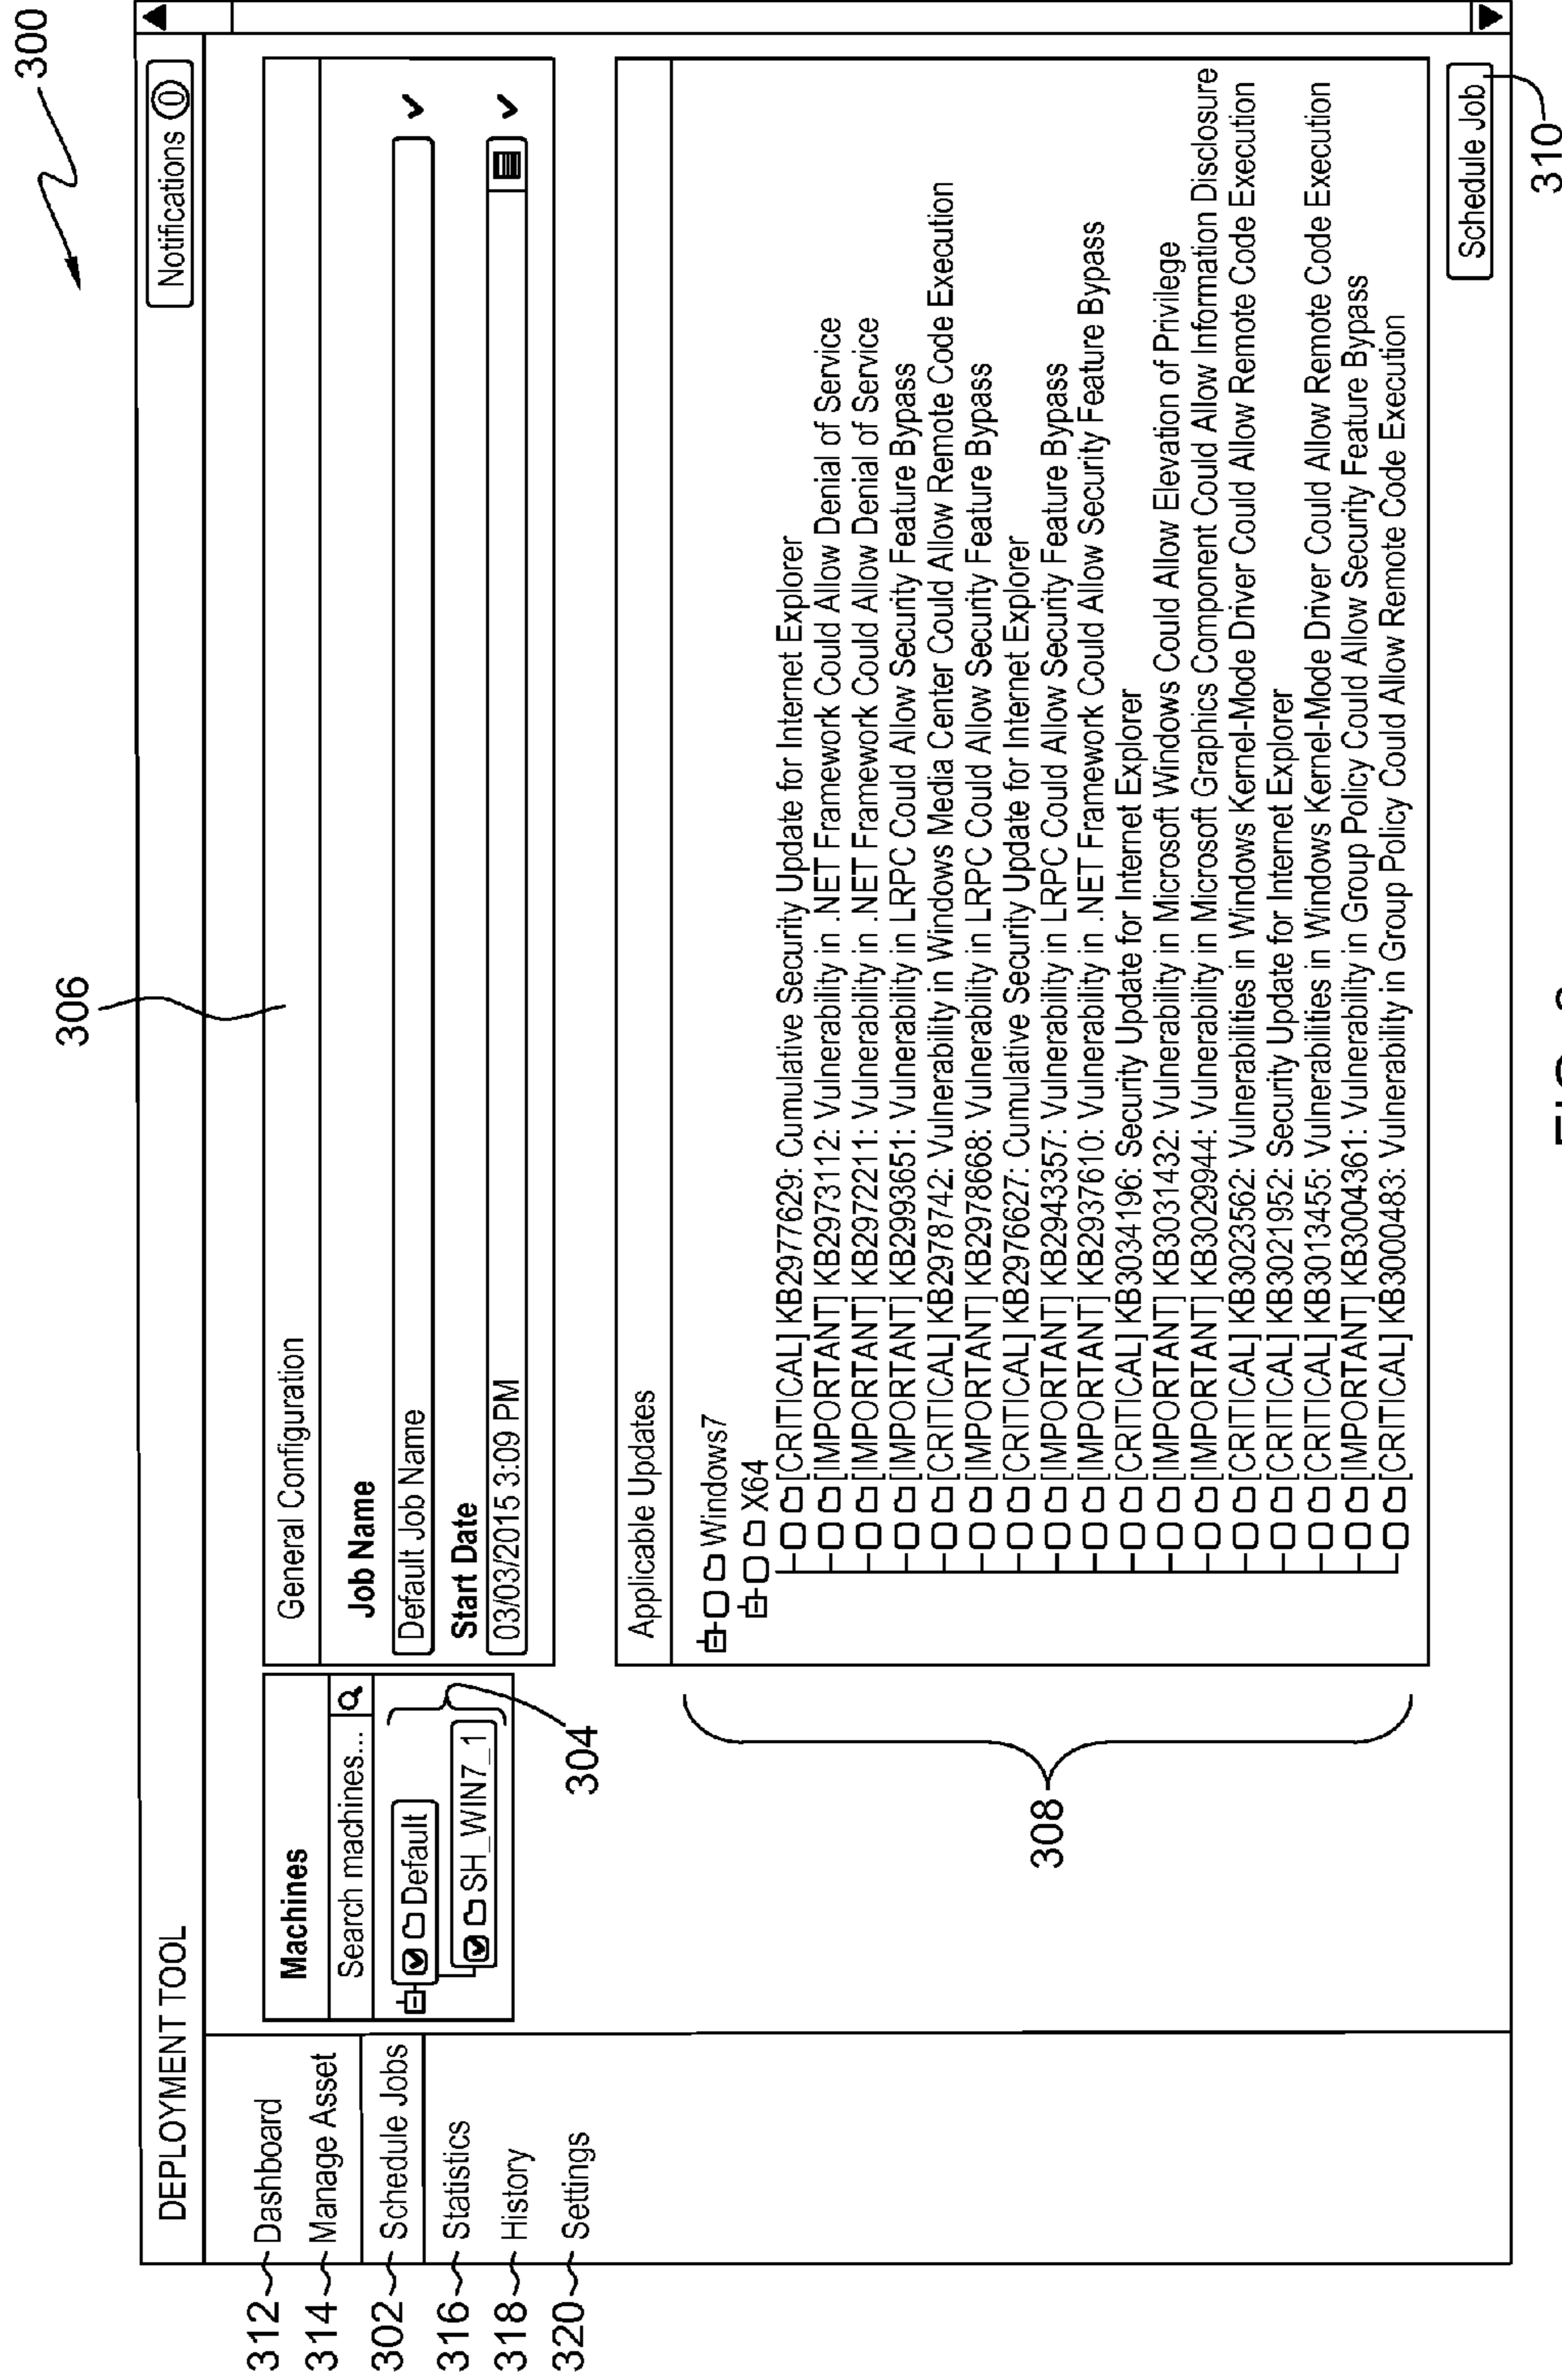 300
306
DEPLOYMENT TOOL
Notifications 0
312
Dashboard
314
Manage Asset
302
Schedule Jobs
316
Statistics
318
History
320
Settings
Machines
Search machines...
Default
SH_WIN7_1
304
General Configuration
Job Name
Default Job Name
Start Date
03/03/2015 3:09 PM
308
Applicable Updates
Windows7
X64
[CRITICAL] KB2977629: Cumulative Security Update for Internet Explorer
[IMPORTANT] KB2973112: Vulnerability in .NET Framework Could Allow Denial of Service
[IMPORTANT] KB2972211: Vulnerability in .NET Framework Could Allow Denial of Service
[IMPORTANT] KB2993651: Vulnerability in LRPC Could Allow Security Feature Bypass
[CRITICAL] KB2978742: Vulnerability in Windows Media Center Could Allow Remote Code Execution
[IMPORTANT] KB2978668: Vulnerability in LRPC Could Allow Security Feature Bypass
[CRITICAL] KB2976627: Cumulative Security Update for Internet Explorer
[IMPORTANT] KB2943357: Vulnerability in LRPC Could Allow Security Feature Bypass
[IMPORTANT] KB2937610: Vulnerability in .NET Framework Could Allow Security Feature Bypass
[CRITICAL] KB3034196: Security Update for Internet Explorer
[IMPORTANT] KB3031432: Vulnerability in Microsoft Windows Could Allow Elevation of Privilege
[IMPORTANT] KB3029944: Vulnerability in Microsoft Graphics Component Could Allow Information Disclosure
[CRITICAL] KB3023562: Vulnerabilities in Windows Kernel-Mode Driver Could Allow Remote Code Execution
[CRITICAL] KB3021952: Security Update for Internet Explorer
[CRITICAL] KB3013455: Vulnerabilities in Windows Kernel-Mode Driver Could Allow Remote Code Execution
[IMPORTANT] KB3004361: Vulnerability in Group Policy Could Allow Security Feature Bypass
[CRITICAL] KB3000483: Vulnerability in Group Policy Could Allow Remote Code Execution
Schedule Job
310